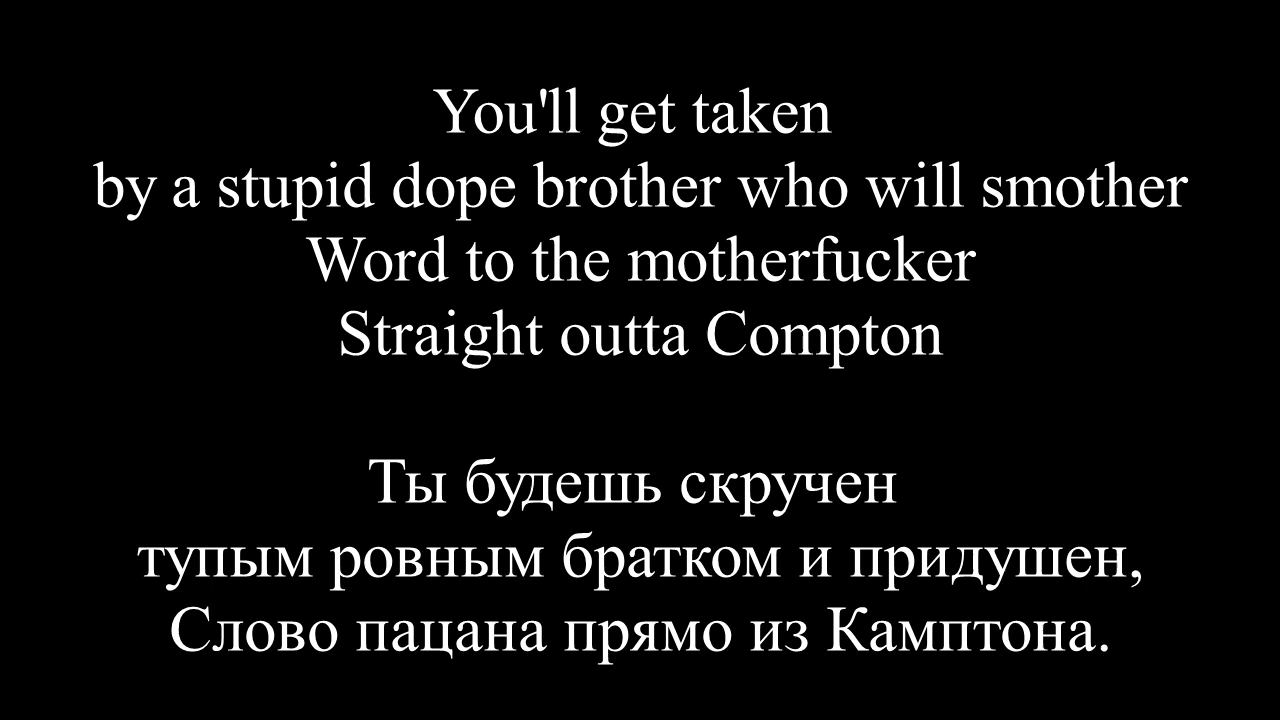 You'll get taken
by a stupid dope brother who will smother
Word to the motherfucker
Straight outta Compton
Ты будешь скручен
тупым ровным братком и придушен,
Слово пацана прямо из Камптона.